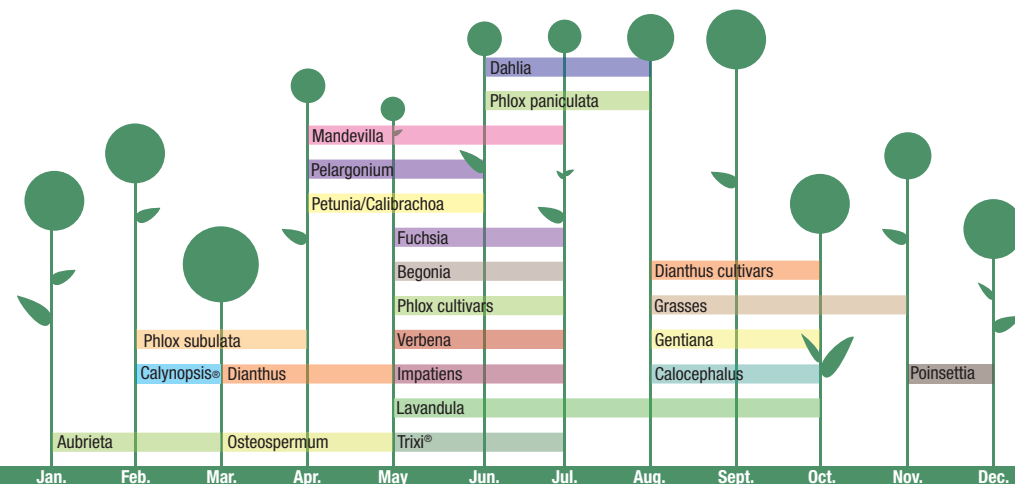 Dahlia
Phlox paniculata
Mandevilla
Pelargonium
Petunia/Calibrachoa
Fuchsia
Begonia
Dianthus cultivars
Phlox cultivars
Grasses
Phlox subulata
Verbena
Gentiana
Calynopsis®
Dianthus
Impatiens
Calocephalus
Poinsettia
Lavandula
Aubrieta
Osteospermum
Trixi®
Jan. Feb. Mar. Apr. May Jun. Jul. Aug. Sept. Oct. Nov. Dec.